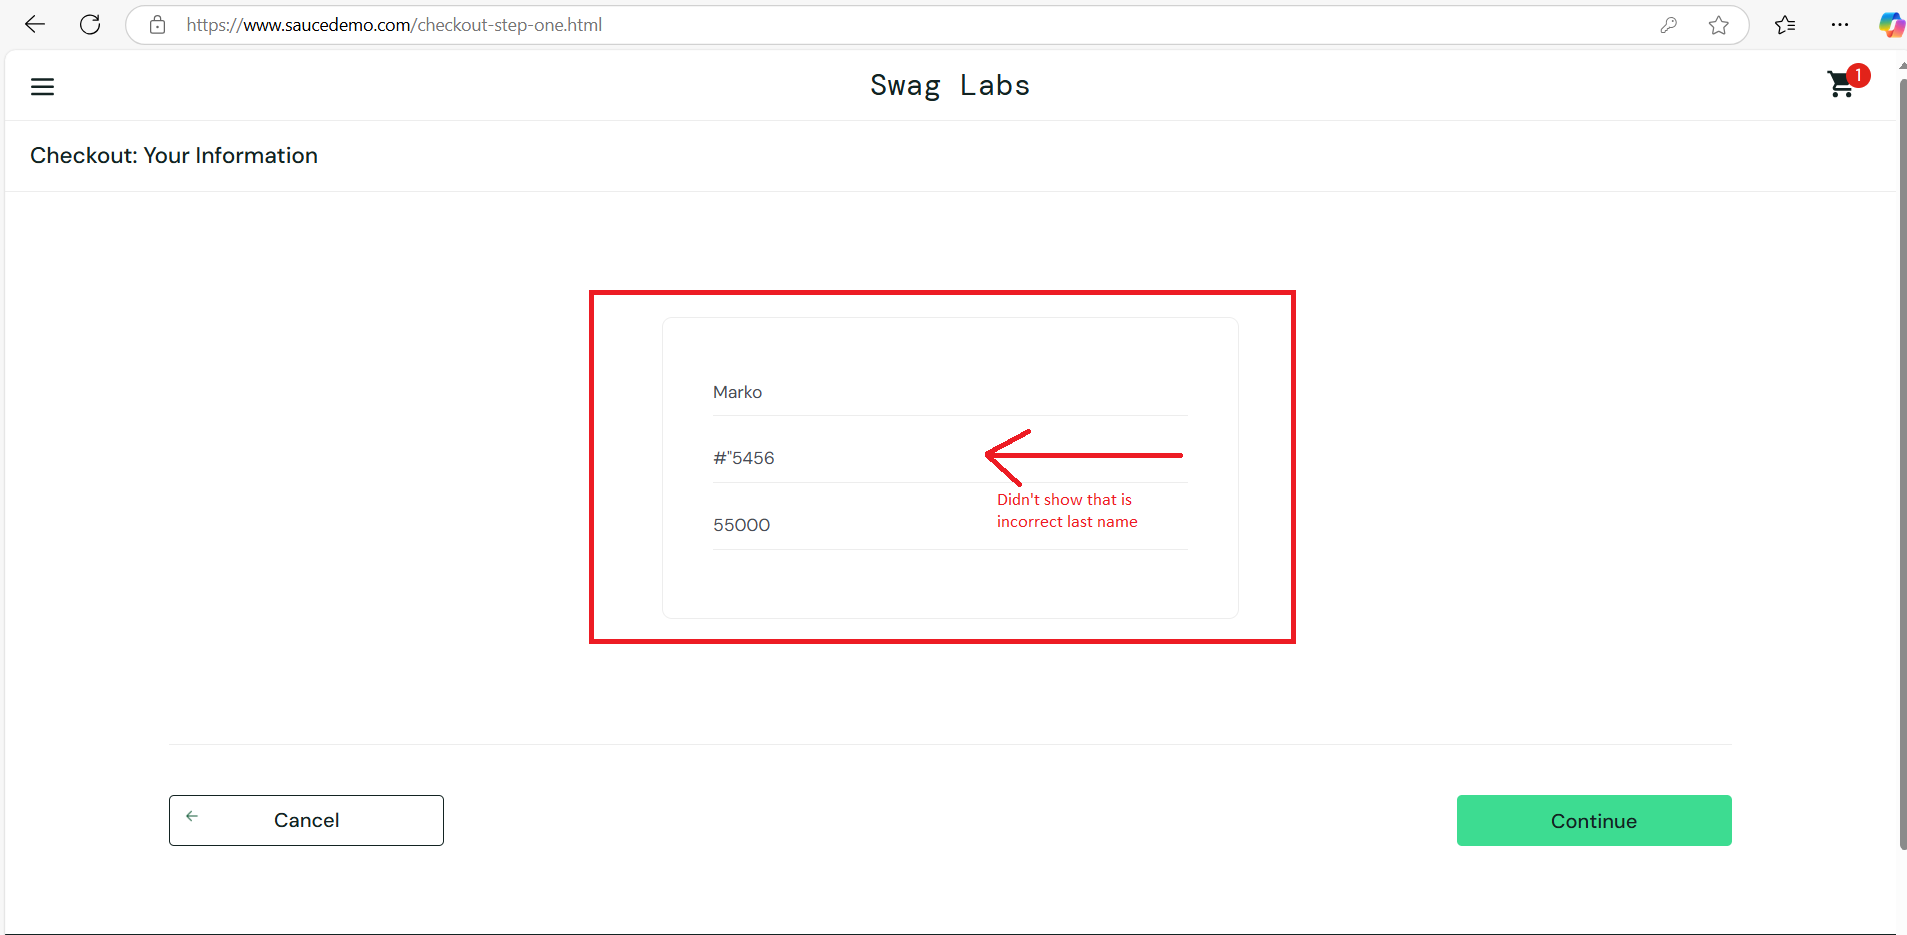 https://www.saucedemo.com/checkout-step-one.html
Swag Labs
1
Checkout: Your Information
Marko
#"5456
Didn't show that is
incorrect last name
55000
Cancel
Continue